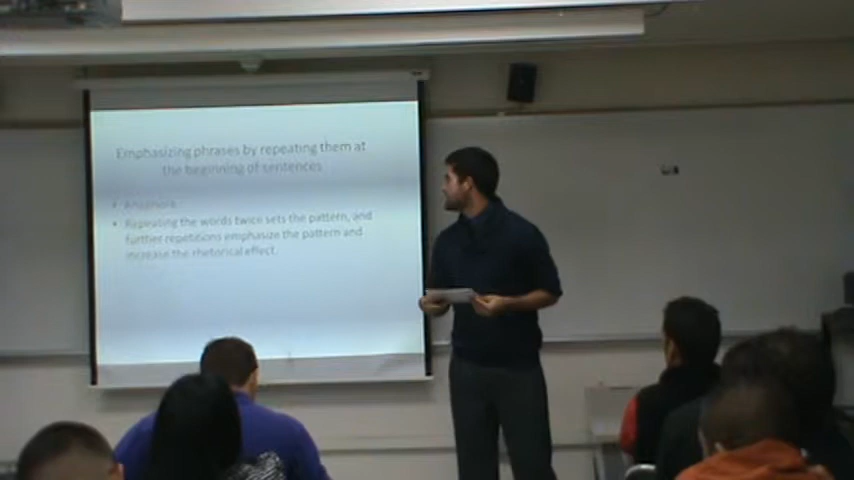 Emphasizing phrases by repeating them at
the beginning of sentences
• Anaphora
• Repeating the words twice sets the pattern, and
further repetitions emphasize the pattern and
increase the rhetorical effect.